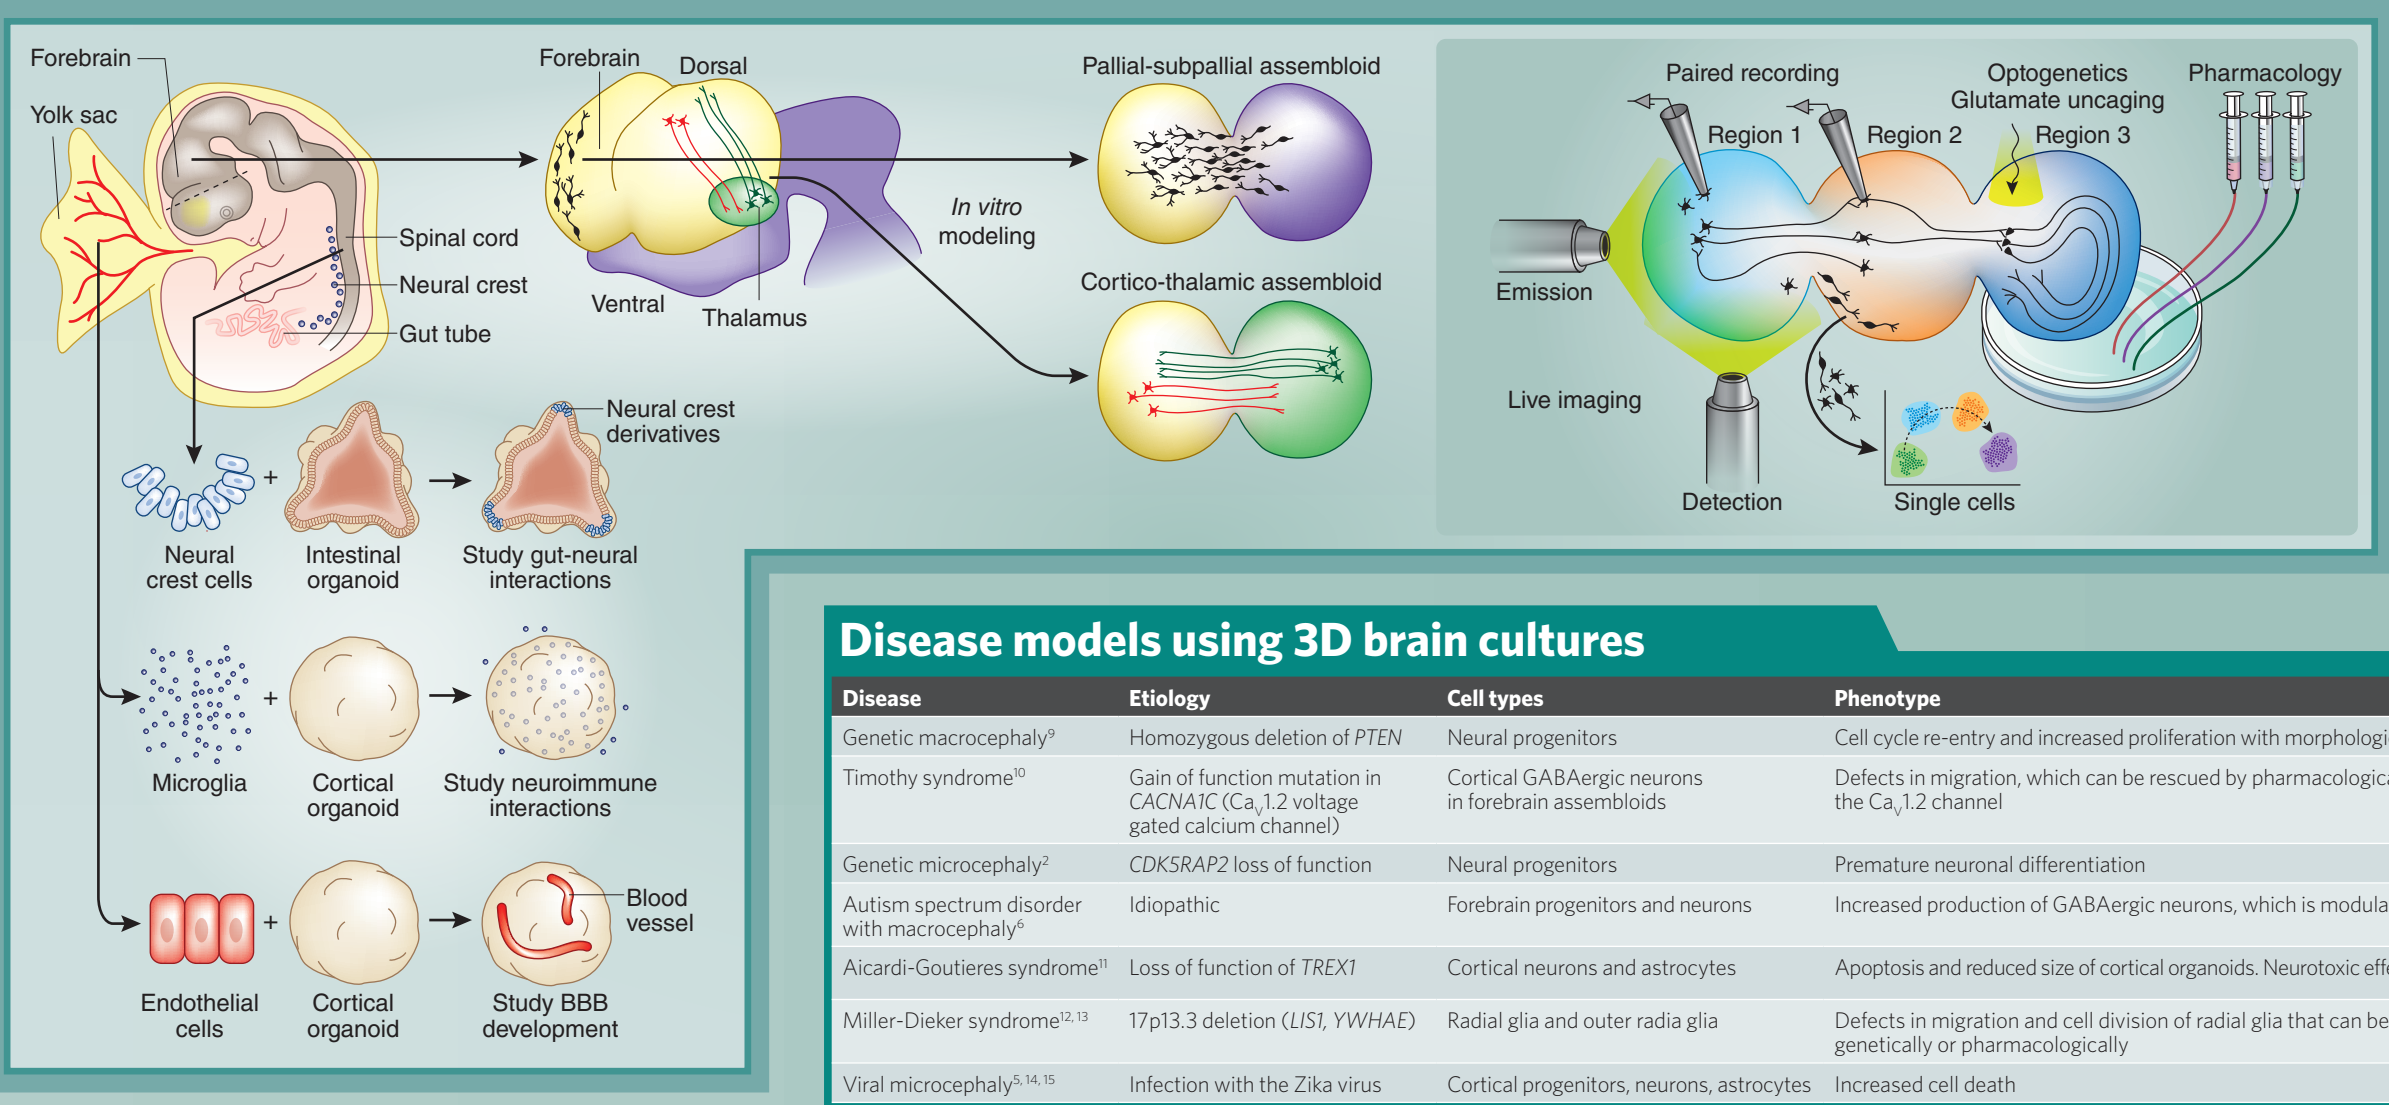 Forebrain
Yolk sac
Spinal cord
Neural crest
Gut tube
Forebrain
Dorsal
Ventral
Thalamus
In vitro
modeling
Pallial-subpallial assembloid
Cortico-thalamic assembloid
Neural crest
derivatives
+
Neural
crest cells
Intestinal
organoid
Study gut-neural
interactions
+
Microglia
Cortical
organoid
Study neuroimmune
interactions
+
Blood
vessel
Endothelial
cells
Cortical
organoid
Study BBB
development
Paired recording
Optogenetics
Glutamate uncaging
Pharmacology
Region 1
Region 2
Region 3
Emission
Live imaging
Detection
Single cells
Disease models using 3D brain cultures
Disease Etiology Cell types Phenotype
Genetic macrocephaly⁹ Homozygous deletion of PTEN Neural progenitors Cell cycle re-entry and increased proliferation with morphologi
Timothy syndrome¹⁰ Gain of function mutation in Cortical GABAergic neurons Defects in migration, which can be rescued by pharmacologica
CACNA1C (CaV1.2 voltage in forebrain assembloids the CaV1.2 channel
gated calcium channel)
Genetic microcephaly² CDK5RAP2 loss of function Neural progenitors Premature neuronal differentiation
Autism spectrum disorder Idiopathic Forebrain progenitors and neurons Increased production of GABAergic neurons, which is modula
with macrocephaly⁶
Aicardi-Goutieres syndrome¹¹ Loss of function of TREX1 Cortical neurons and astrocytes Apoptosis and reduced size of cortical organoids. Neurotoxic effe
Miller-Dieker syndrome¹²,¹³ 17p13.3 deletion (LIS1, YWHAE) Radial glia and outer radia glia Defects in migration and cell division of radial glia that can be
genetically or pharmacologically
Viral microcephaly⁵,¹⁴,¹⁵ Infection with the Zika virus Cortical progenitors, neurons, astrocytes Increased cell death